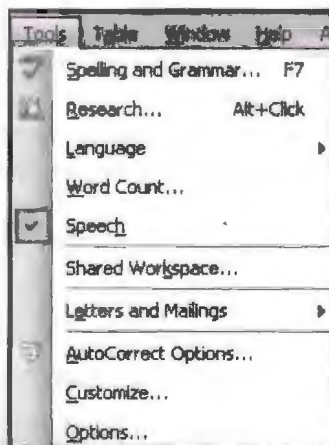 Tools Table Window Help A
Spelling and Grammar... F7
Research... Alt+Click
Language
Word Count...
Speech
Shared Workspace...
Letters and Mailings
AutoCorrect Options...
Customize...
Options...